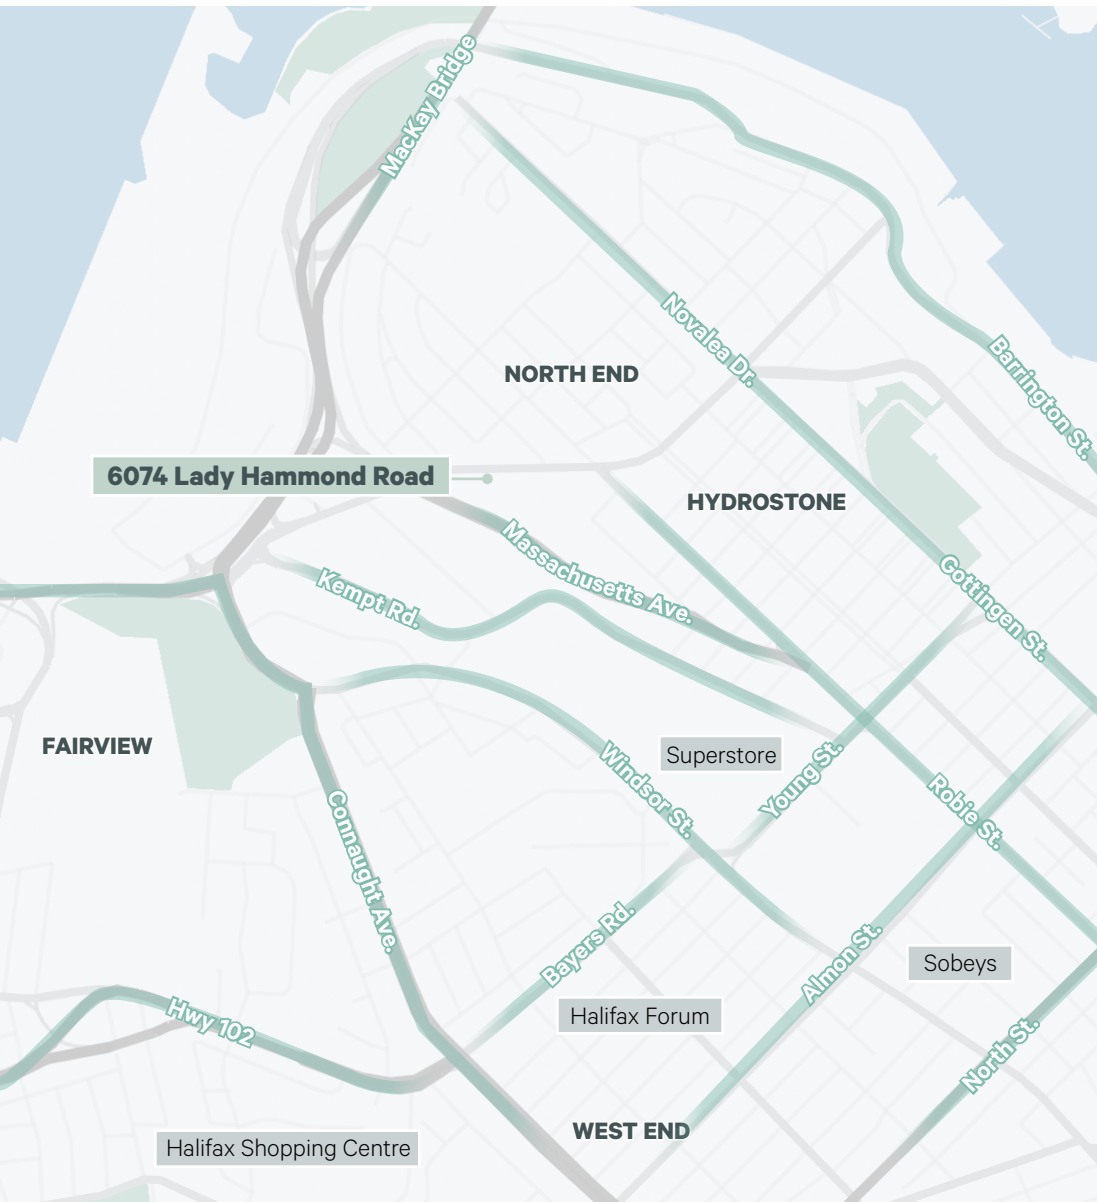 MacKay Bridge
Novalea Dr.
Barrington St.
NORTH END
6074 Lady Hammond Road
HYDROSTONE
Massachusetts Ave.
Kempt Rd.
Gottingen St.
FAIRVIEW
Superstore
Windsor St.
Young St.
Robie St.
Connaught Ave.
Bayers Rd.
Almon St.
Sobeys
Hwy 102
Halifax Forum
North St.
WEST END
Halifax Shopping Centre